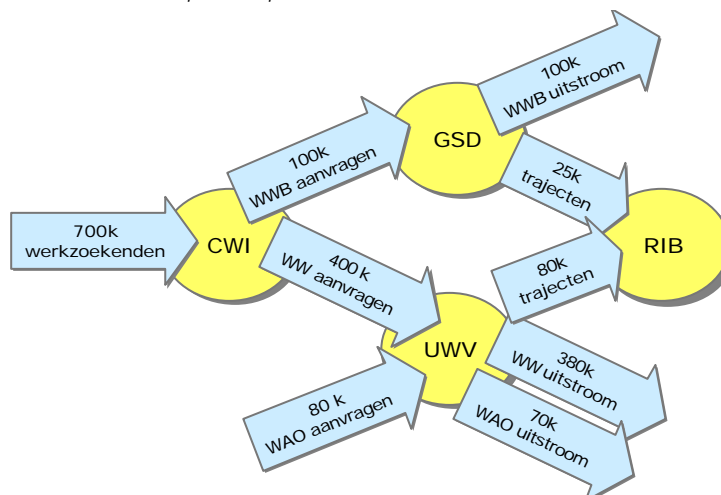 100k
WWB uitstroom
GSD
100k
WWB aanvragen
25k
trajecten
700k
werkzoekenden
CWI
RIB
400 k
WW aanvragen
80k
trajecten
UWV
380k
WW uitstroom
80 k
WAO aanvragen
70k
WAO uitstroom